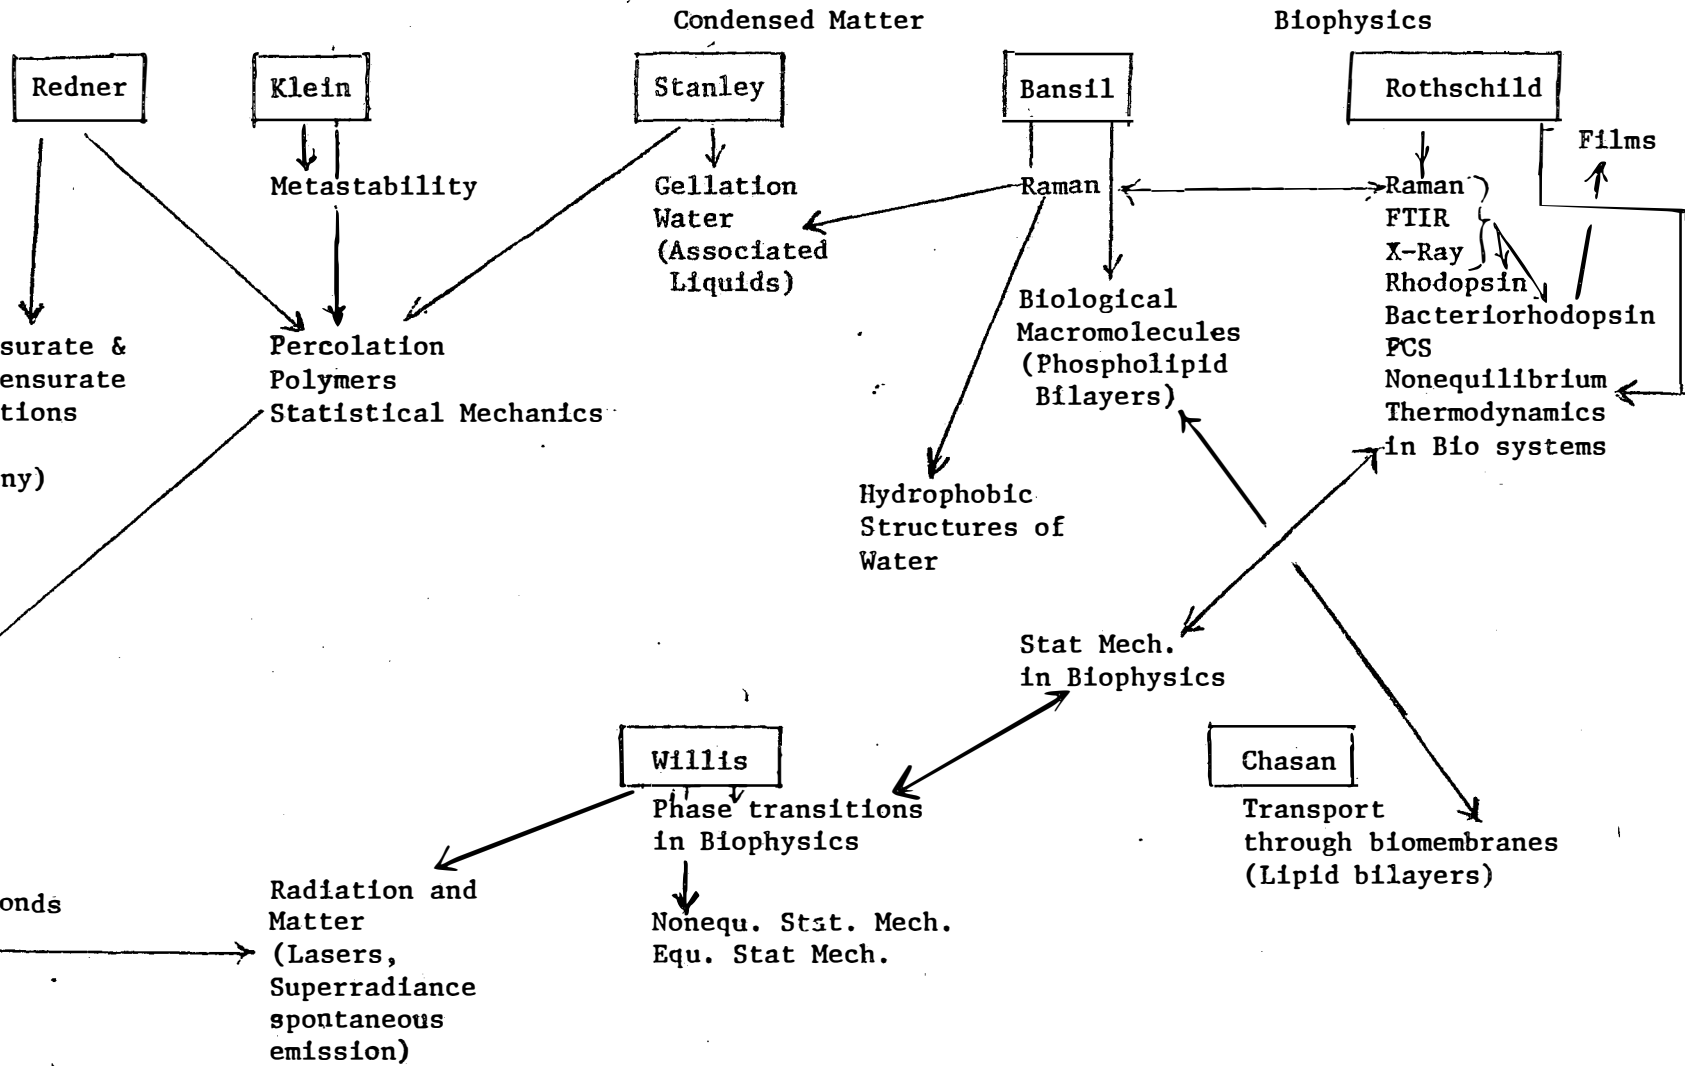 Condensed Matter
Biophysics
Redner
Klein
Stanley
Bansil
Rothschild
Films
Metastability
Gellation
Water
(Associated
Liquids)
Raman
Raman
FTIR
X-Ray
Rhodopsin
Bacteriorhodopsin
PCS
Nonequilibrium
Thermodynamics
in Bio systems
Biological
Macromolecules
(Phospholipid
Bilayers)
surate &
ensurate
tions
ny)
Percolation
Polymers
Statistical Mechanics
Hydrophobic
Structures of
Water
Stat Mech.
in Biophysics
Willis
Phase transitions
in Biophysics
Nonequ. Stat. Mech.
Equ. Stat Mech.
Chasan
Transport
through biomembranes
(Lipid bilayers)
onds
Radiation and
Matter
(Lasers,
Superradiance
spontaneous
emission)